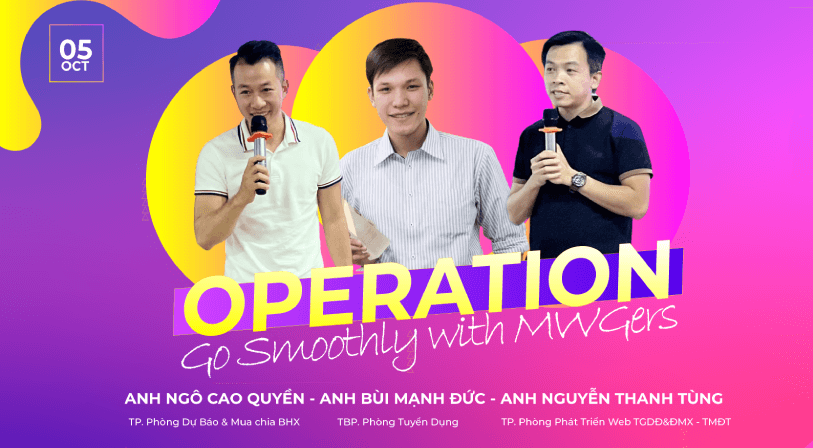 05
OCT
OPERATION
Go Smoothly with MWGers
ANH NGÔ CAO QUYỀN - ANH BÙI MẠNH ĐỨC - ANH NGUYỄN THANH TÙNG
TP. Phòng Dự Báo & Mua chia BHX TBP. Phòng Tuyển Dụng TP. Phòng Phát Triển Web TGDĐ&ĐMX - TMĐT